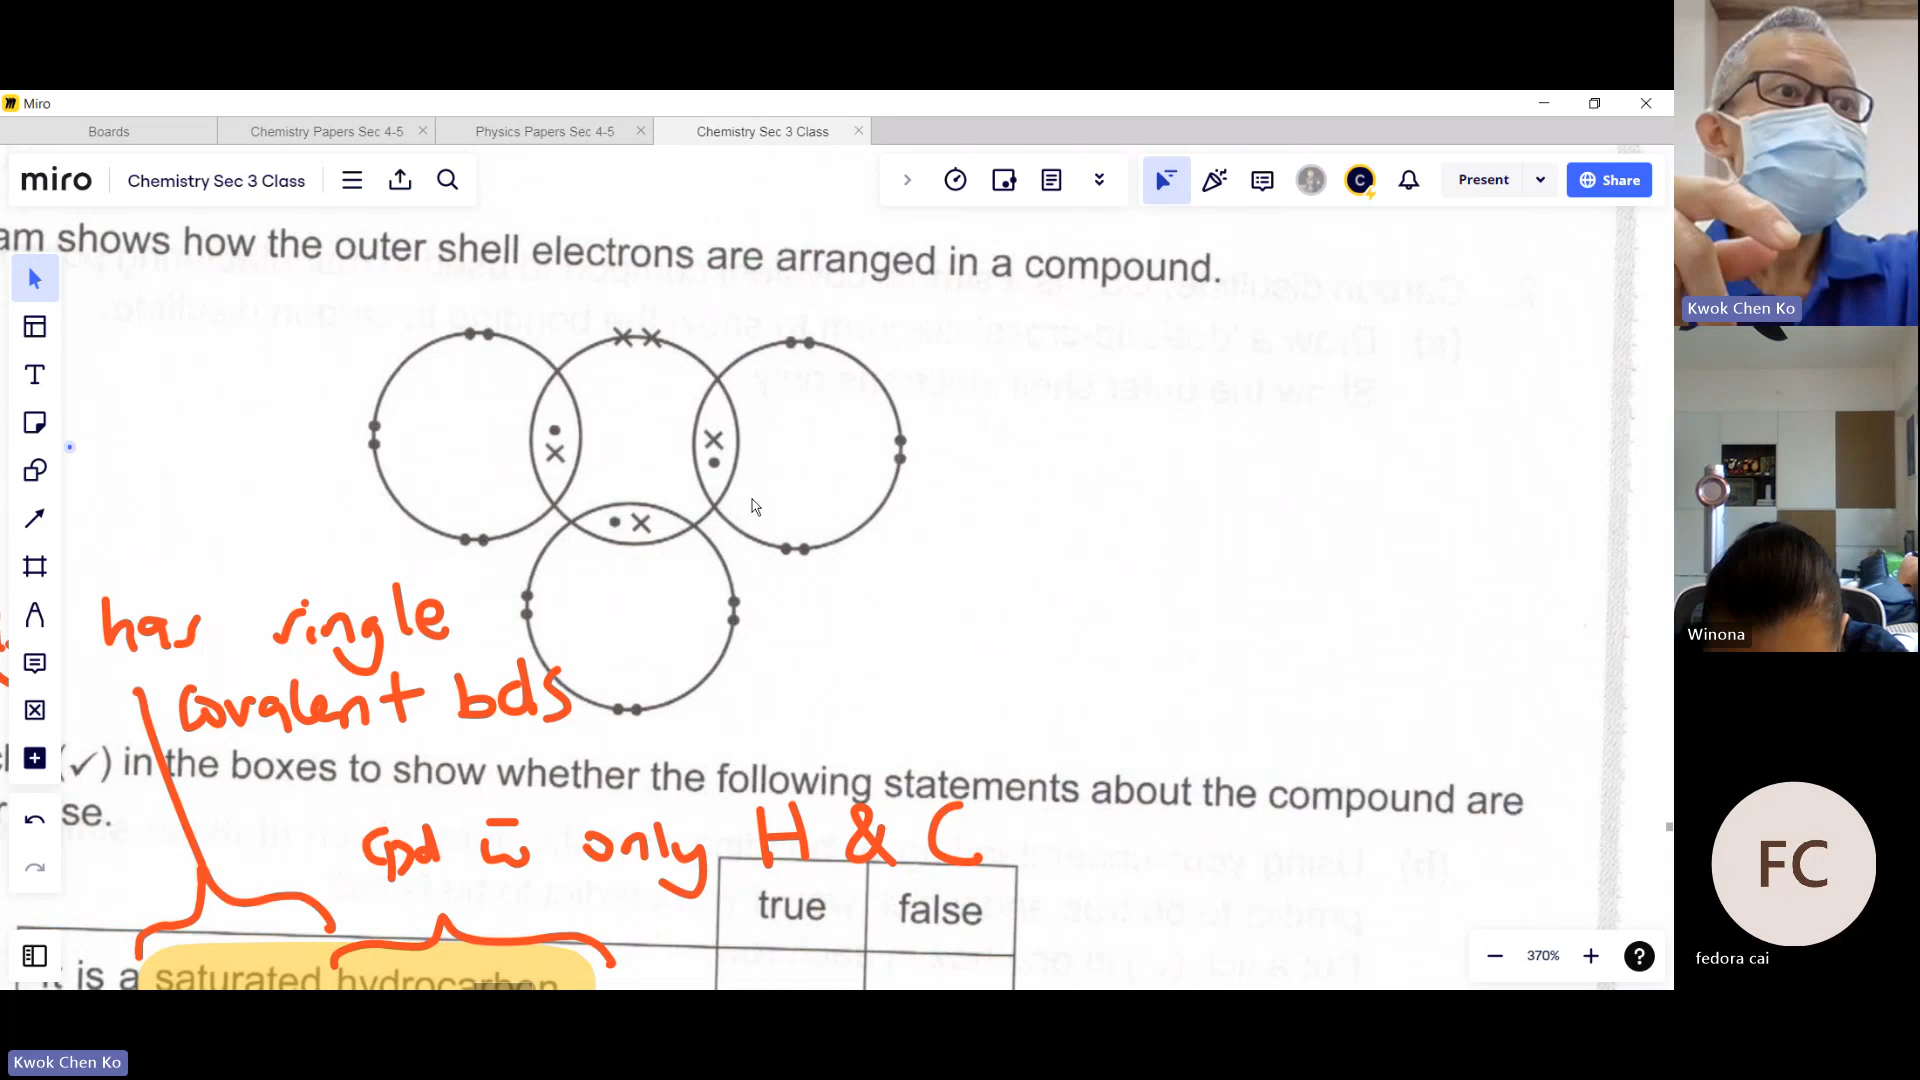 Miro
Boards
Chemistry Papers Sec 4-5
Physics Papers Sec 4-5
Chemistry Sec 3 Class
miro
Chemistry Sec 3 Class
C
Present
Share
am shows how the outer shell electrons are arranged in a compound.
has single
covalent bds
(✓) in the boxes to show whether the following statements about the compound are
se.
cpd w̄ only H & C
true false
it is a saturated hydrocarbon
370%
?
Kwok Chen Ko
Winona
FC
fedora cai
Kwok Chen Ko